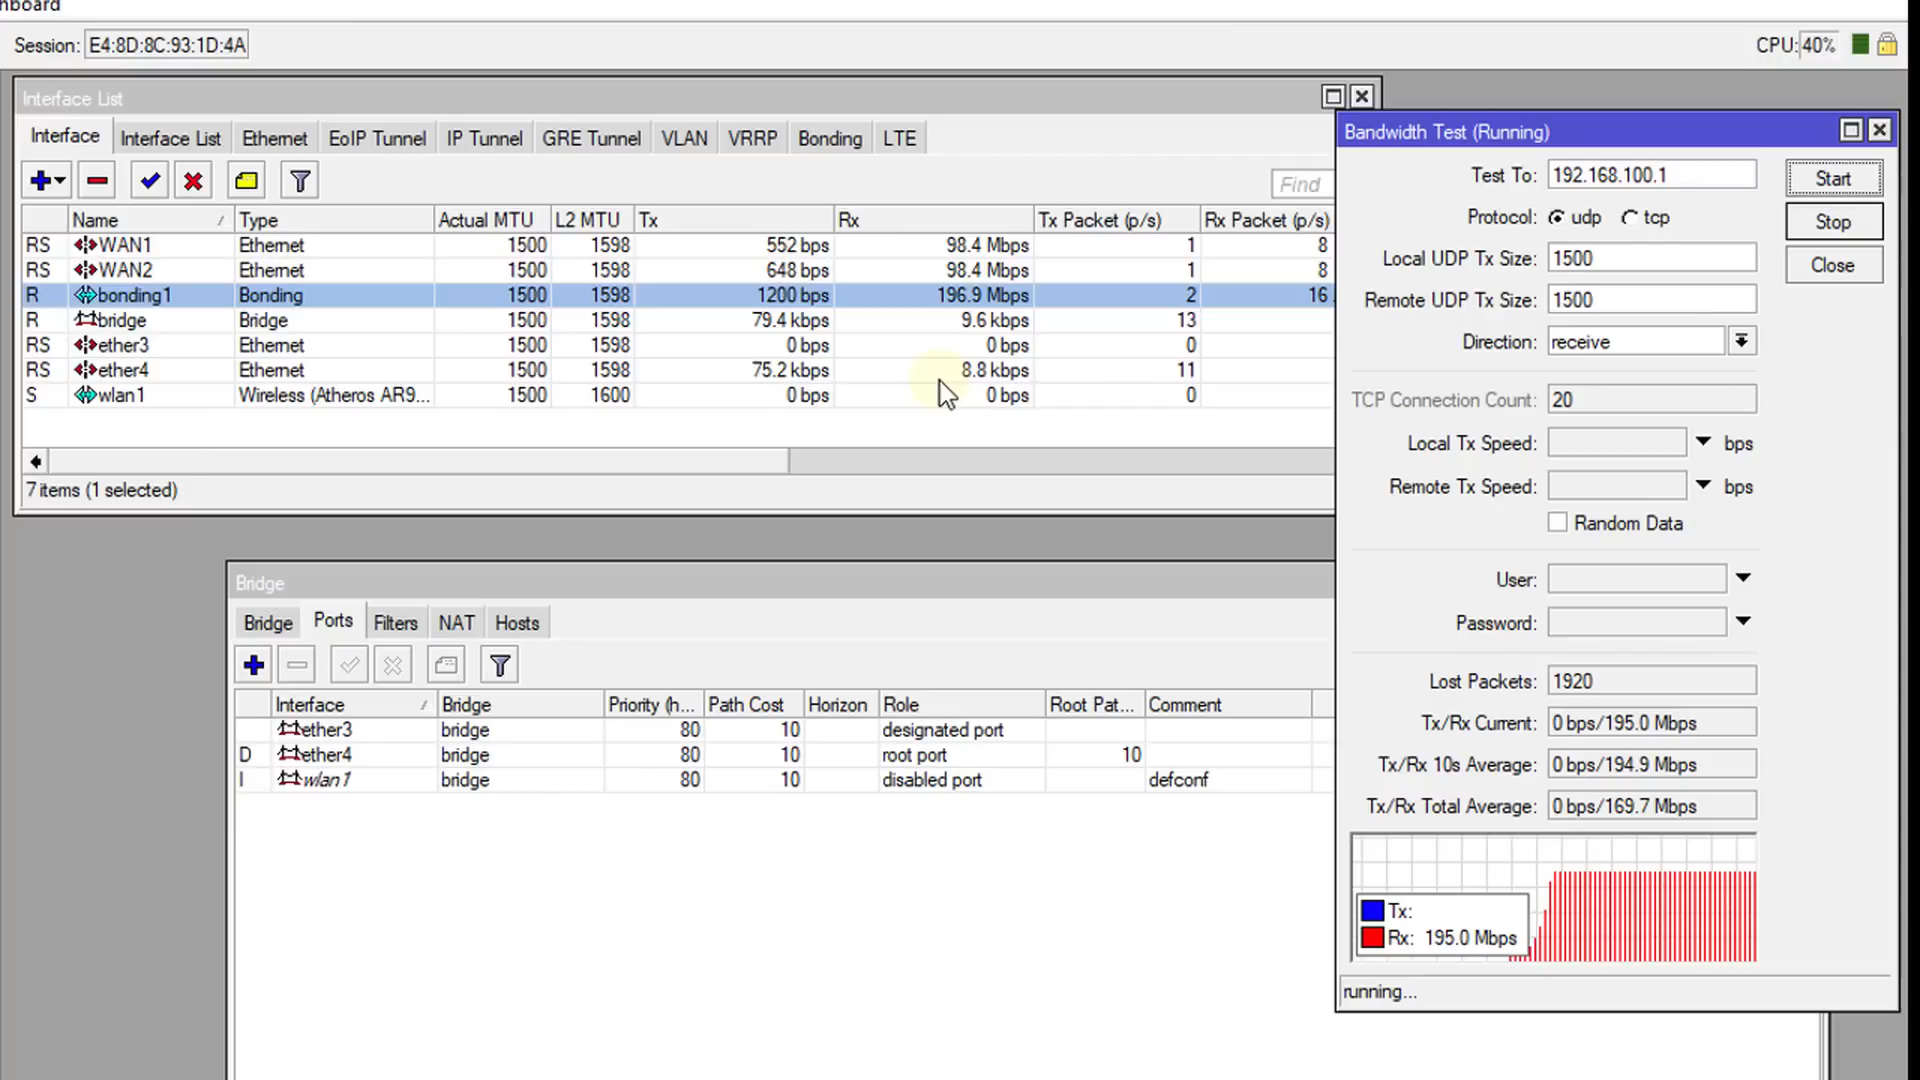 nboard
Session: E4:8D:8C:93:1D:4A
CPU: 40%
Interface List
Interface Interface List Ethernet EoIP Tunnel IP Tunnel GRE Tunnel VLAN VRRP Bonding LTE
Find
Name / Type Actual MTU L2 MTU Tx Rx Tx Packet (p/s) Rx Packet (p/s)
RS WAN1 Ethernet 1500 1598 552 bps 98.4 Mbps 1 8
RS WAN2 Ethernet 1500 1598 648 bps 98.4 Mbps 1 8
R bonding1 Bonding 1500 1598 1200 bps 196.9 Mbps 2 16
R bridge Bridge 1500 1598 79.4 kbps 9.6 kbps 13
RS ether3 Ethernet 1500 1598 0 bps 0 bps 0
RS ether4 Ethernet 1500 1598 75.2 kbps 8.8 kbps 11
S wlan1 Wireless (Atheros AR9... 1500 1600 0 bps 0 bps 0
7 items (1 selected)
Bridge
Bridge Ports Filters NAT Hosts
Interface / Bridge Priority (h... Path Cost Horizon Role Root Pat... Comment
ether3 bridge 80 10 designated port
D ether4 bridge 80 10 root port 10
I wlan1 bridge 80 10 disabled port defconf
Bandwidth Test (Running)
Test To: 192.168.100.1
Start
Protocol: udp tcp
Stop
Local UDP Tx Size: 1500
Close
Remote UDP Tx Size: 1500
Direction: receive
TCP Connection Count: 20
Local Tx Speed: bps
Remote Tx Speed: bps
Random Data
User:
Password:
Lost Packets: 1920
Tx/Rx Current: 0 bps/195.0 Mbps
Tx/Rx 10s Average: 0 bps/194.9 Mbps
Tx/Rx Total Average: 0 bps/169.7 Mbps
Tx:
Rx: 195.0 Mbps
running...